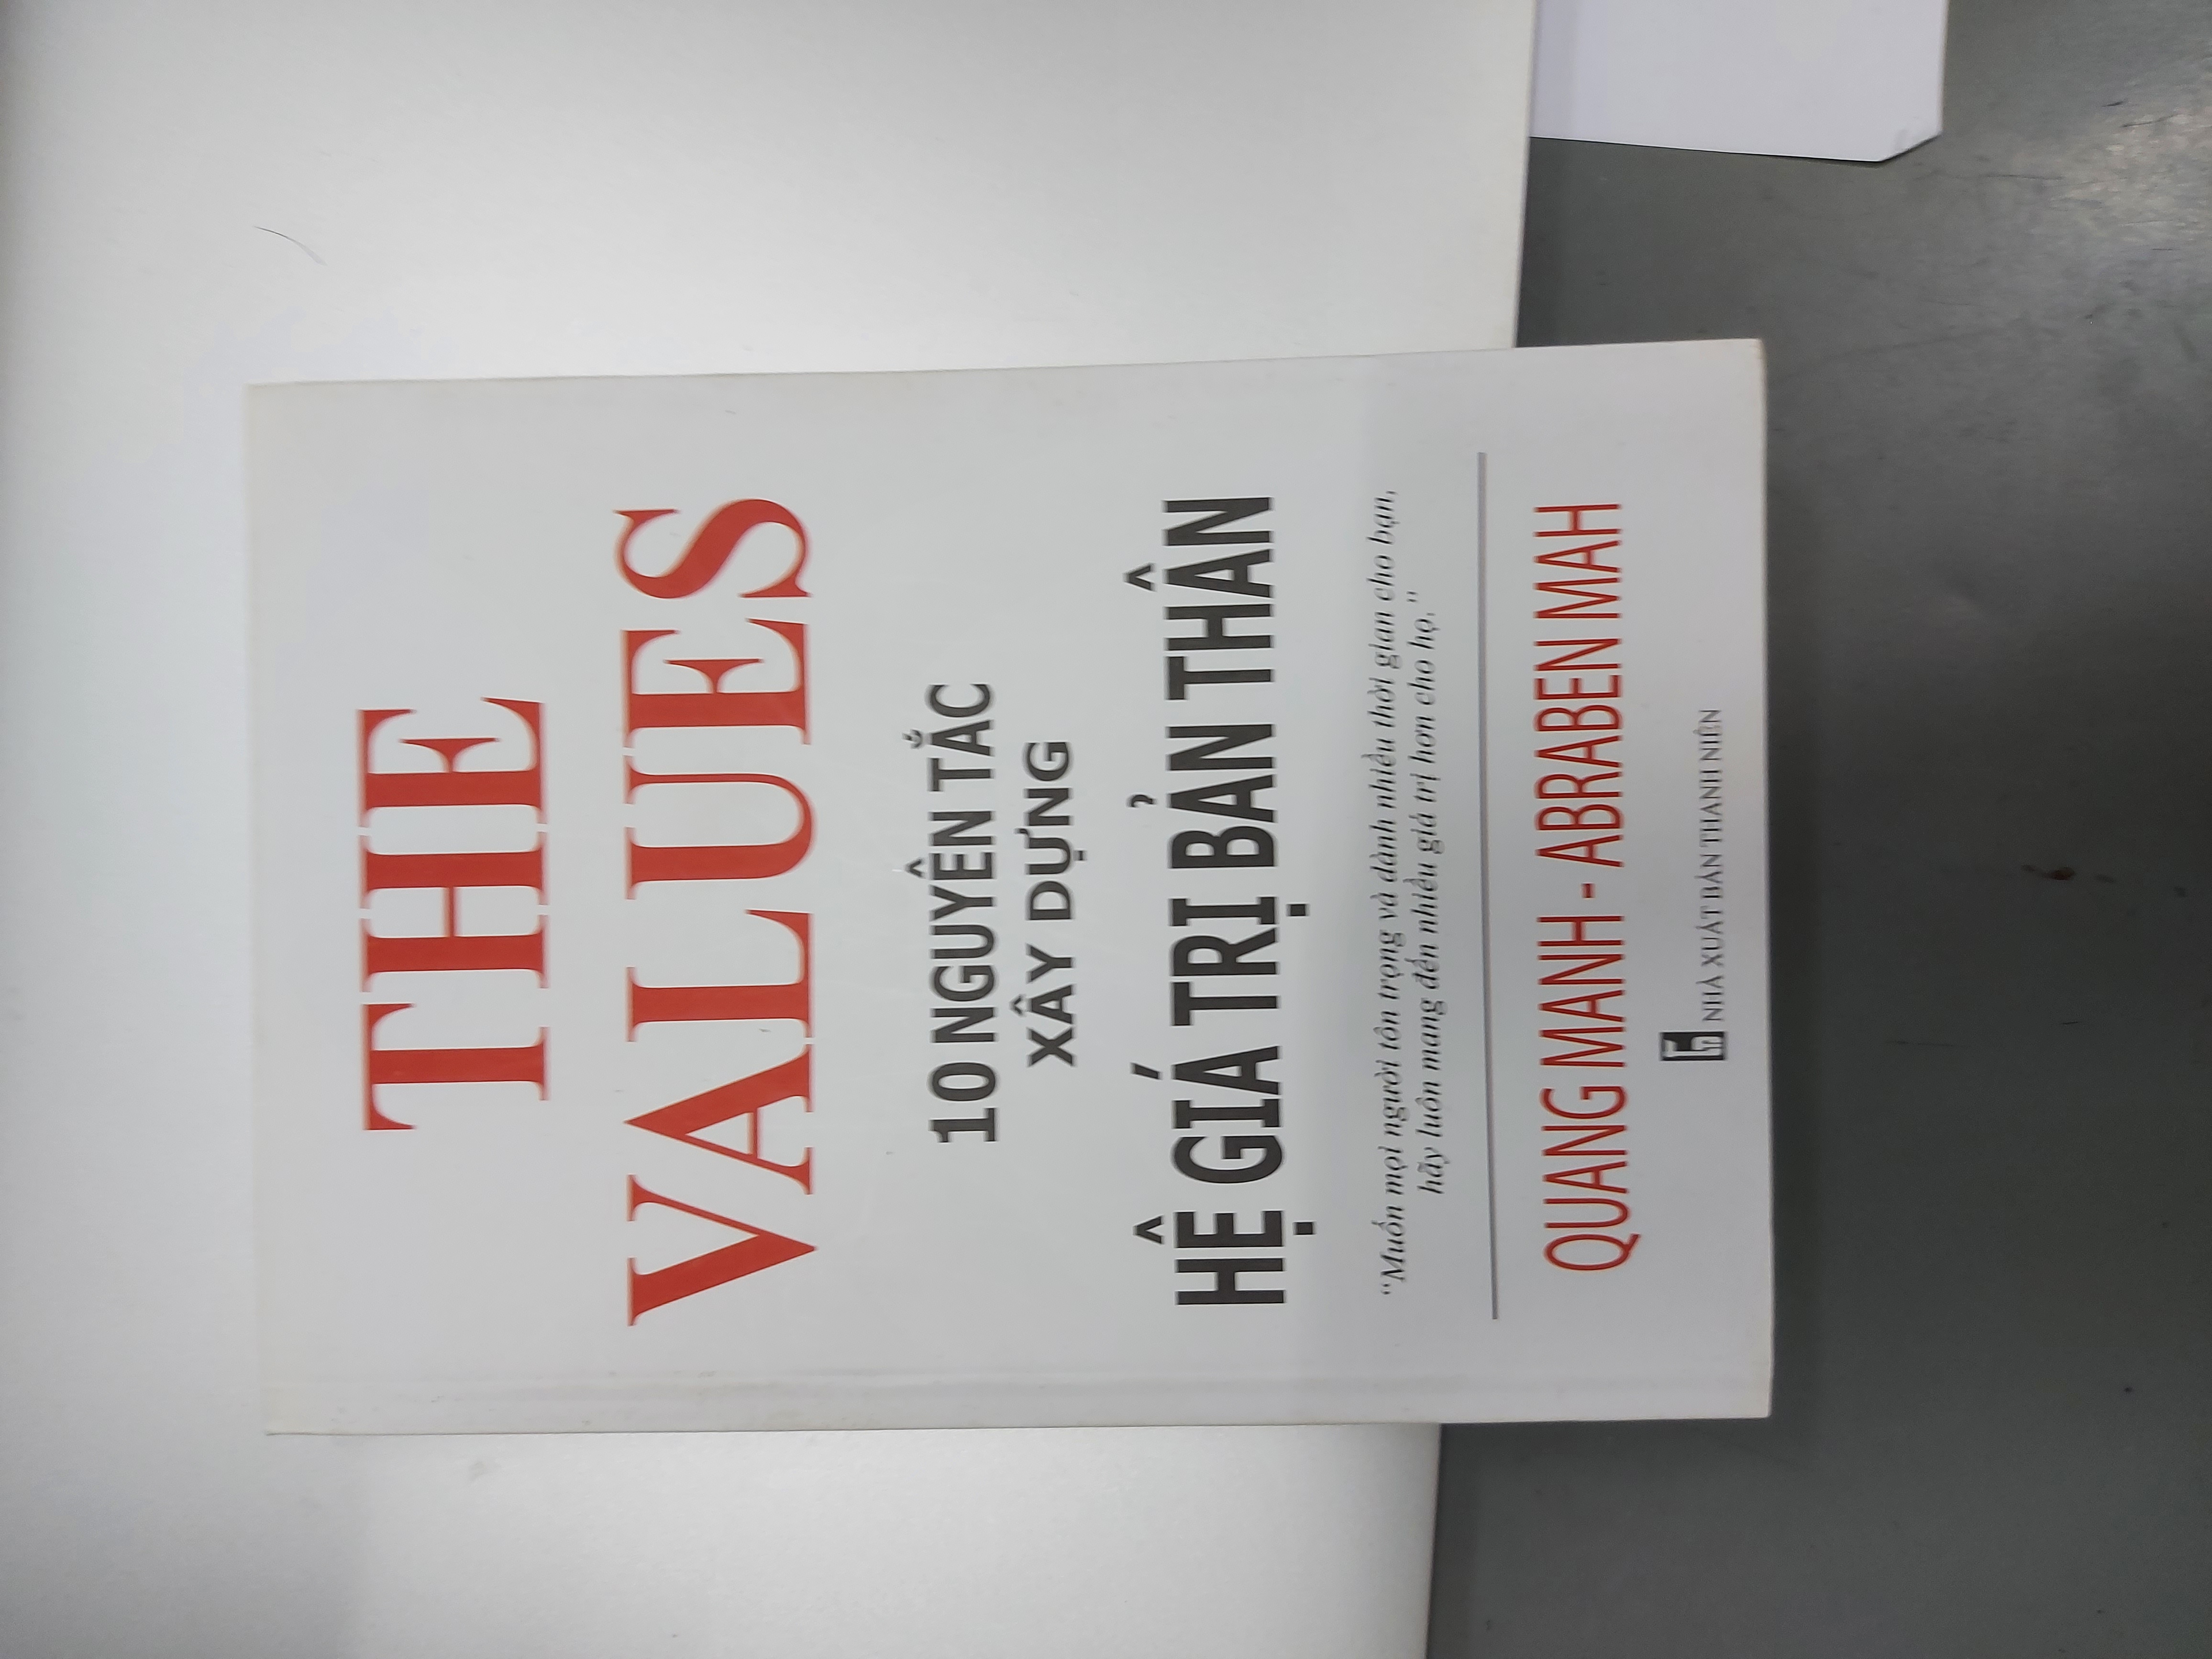 THE
VALUES
10 NGUYÊN TẮC
XÂY DỰNG
HỆ GIÁ TRỊ BẢN THÂN
“Muốn mọi người tôn trọng và dành nhiều thời gian cho bạn,
hãy luôn mang đến nhiều giá trị hơn cho họ."
QUANG MANH - ABRABEN MAH
NHÀ XUẤT BẢN THANH NIÊN